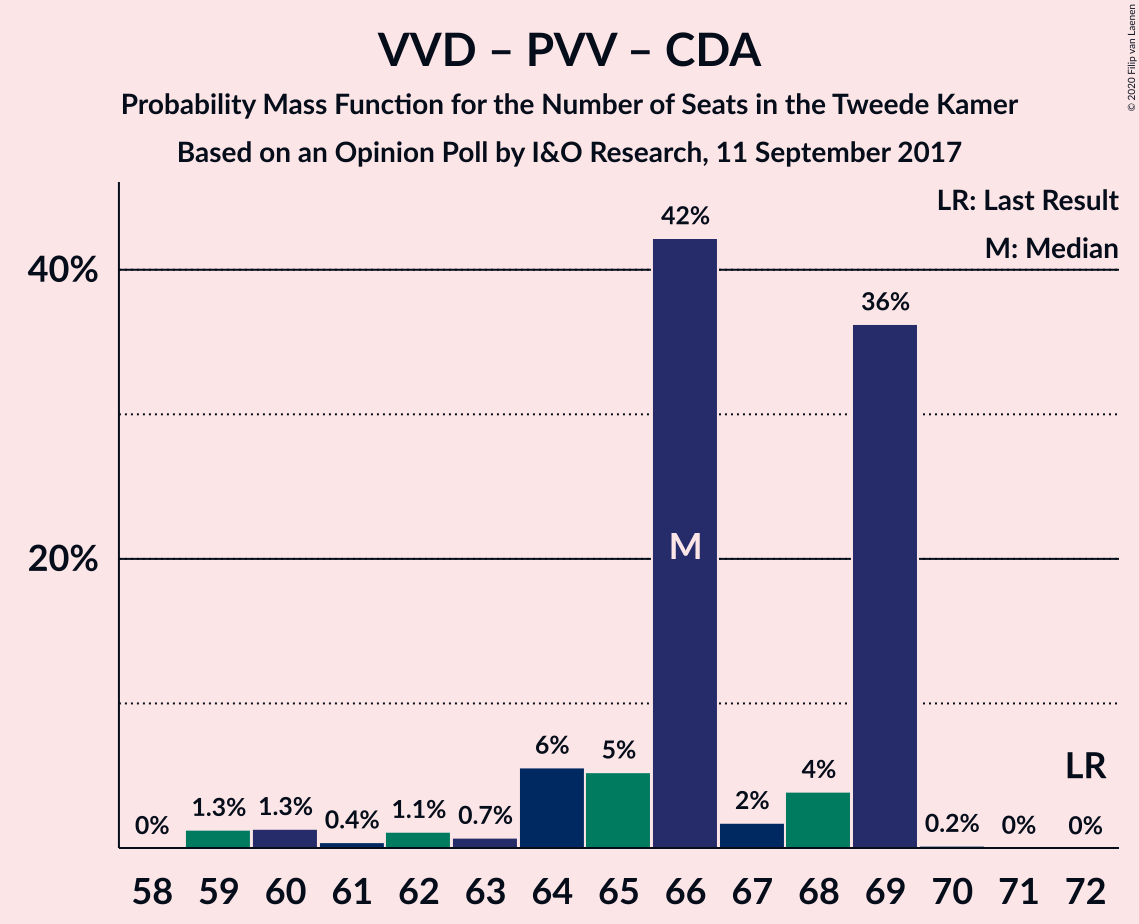 © 2020 Filip van Laenen
VVD – PVV – CDA
Probability Mass Function for the Number of Seats in the Tweede Kamer
Based on an Opinion Poll by I&O Research, 11 September 2017
LR: Last Result
M: Median
40%
20%
0% 1.3% 1.3% 0.4% 1.1% 0.7% 6% 5% 42% 2% 4% 36% 0.2% 0% 0%
M
LR
58 59 60 61 62 63 64 65 66 67 68 69 70 71 72